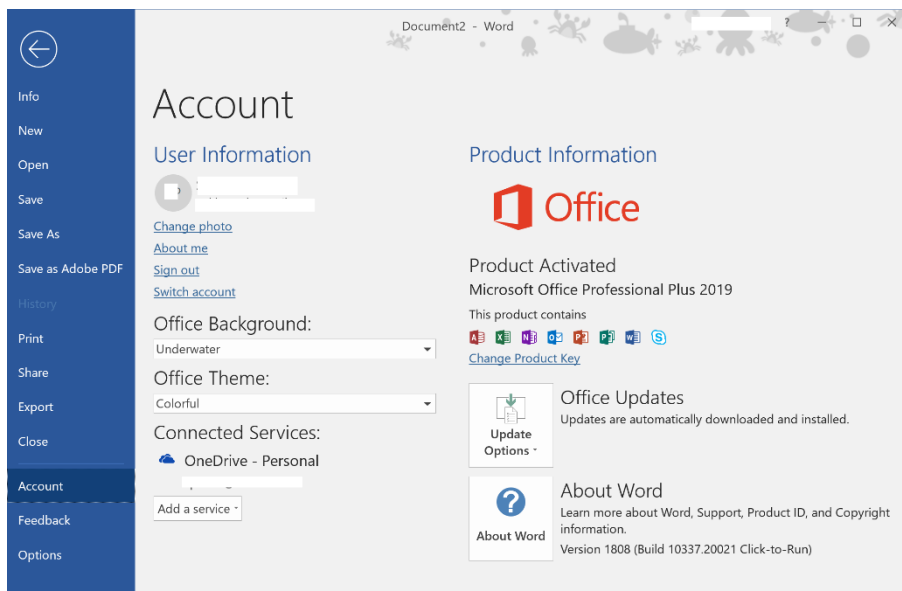 Document2 - Word
?
Info
New
Open
Save
Save As
Save as Adobe PDF
History
Print
Share
Export
Close
Account
Feedback
Options
Account
User Information
Change photo
About me
Sign out
Switch account
Office Background:
Underwater
Office Theme:
Colorful
Connected Services:
OneDrive - Personal
Add a service
Product Information
Office
Product Activated
Microsoft Office Professional Plus 2019
This product contains
Change Product Key
Update
Options
Office Updates
Updates are automatically downloaded and installed.
?
About Word
About Word
Learn more about Word, Support, Product ID, and Copyright
information.
Version 1808 (Build 10337.20021 Click-to-Run)